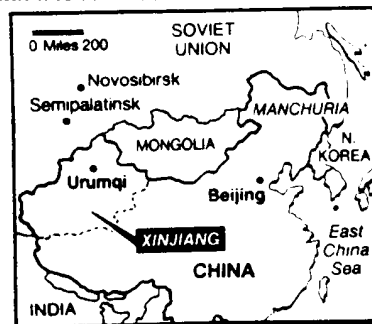 0 Miles 200
SOVIET
UNION
Novosibirsk
Semipalatinsk
MANCHURIA
MONGOLIA
N.
KOREA
Urumqi
Beijing
XINJIANG
East
China
Sea
CHINA
INDIA